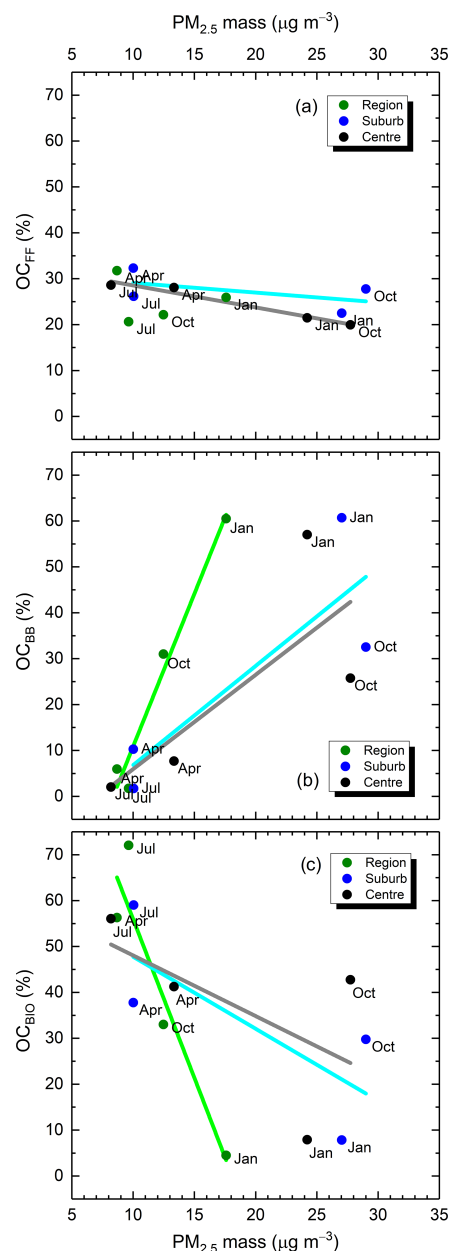 PM2.5 mass (μg m−3)
5 10 15 20 25 30 35
(a)
Region
Suburb
Centre
OCFF (%)
70
60
50
40
30
20
10
0
Apr
Apr
Jul
Jul
Jul
Apr
Oct
Jan
Jan
Jan
Oct
Oct
OCBB (%)
70
60
50
40
30
20
10
0
Jan
Jan
Jan
Oct
Oct
Oct
Apr
Apr
Apr
Jul
Jul
Jul
(b)
Region
Suburb
Centre
(c)
Region
Suburb
Centre
OCBIO (%)
70
60
50
40
30
20
10
0
Jul
Jul
Apr
Jul
Apr
Apr
Oct
Oct
Oct
Jan
Jan
Jan
5 10 15 20 25 30 35
PM2.5 mass (μg m−3)